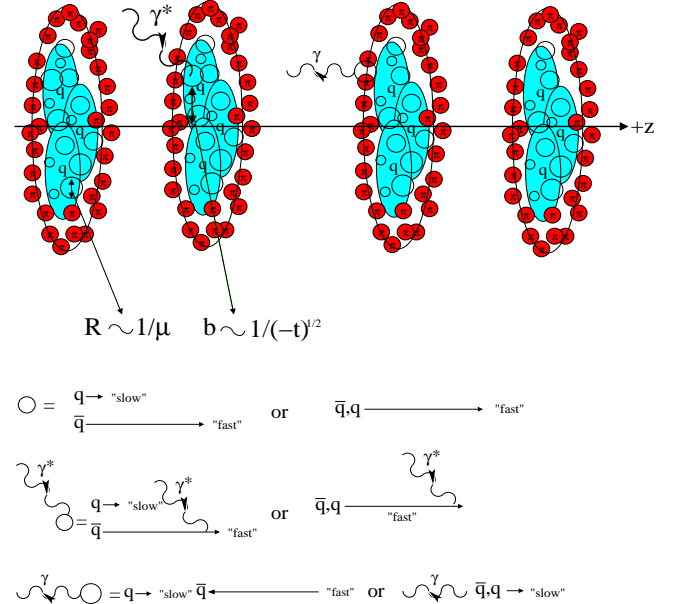 γ*
γ
q q q q
q q q q
+z
q q q q
π π π π
R ~ 1/μ b ~ 1/(−t)^1/2
○ = q → "slow"
q̅ → "fast"
or
q̅,q → "fast"
γ*
γ*
γ*
= q → "slow"
q̅ → "fast"
or
q̅,q → "fast"
γ γ
= q → "slow" q̅ ← "fast" or q̅,q → "slow"